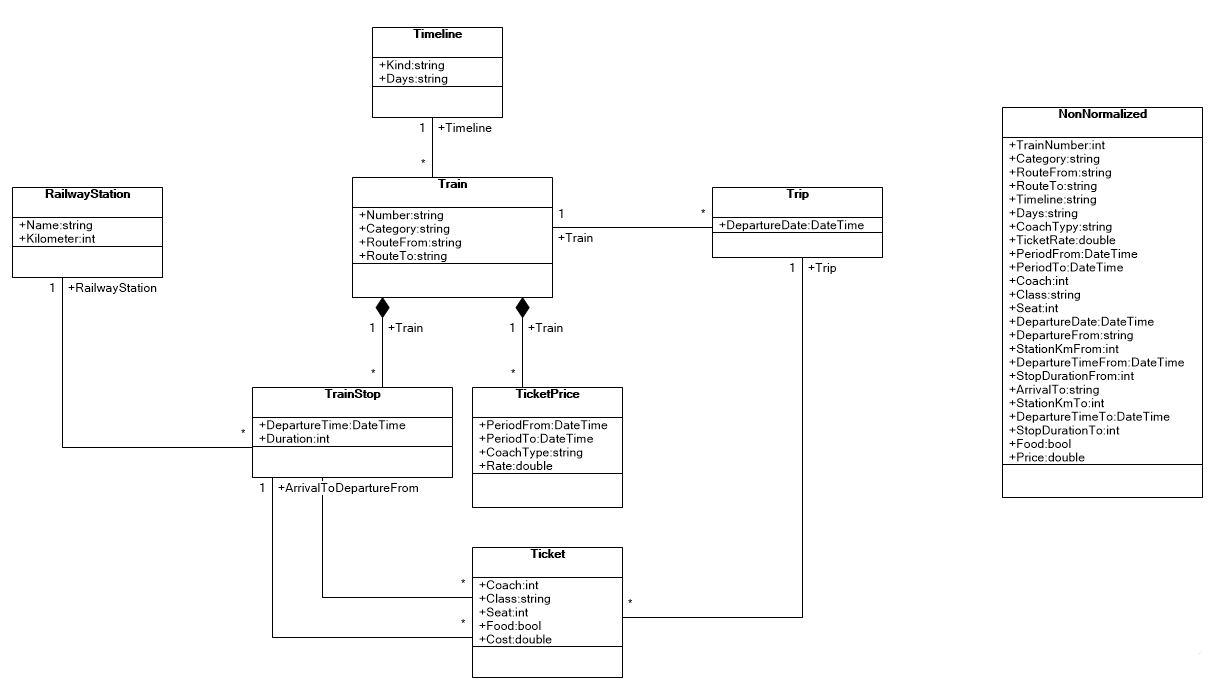 Timeline
+Kind:string
+Days:string
1 +Timeline
*
RailwayStation
+Name:string
+Kilometer:int
1 +RailwayStation
*
Train
+Number:string
+Category:string
+RouteFrom:string
+RouteTo:string
1
*
+Train
Trip
+DepartureDate:DateTime
1 +Trip
1 +Train
1 +Train
*
*
TrainStop
+DepartureTime:DateTime
+Duration:int
1 +ArrivalToDepartureFrom
TicketPrice
+PeriodFrom:DateTime
+PeriodTo:DateTime
+CoachType:string
+Rate:double
Ticket
+Coach:int
+Class:string
+Seat:int
+Food:bool
+Cost:double
*
*
*
NonNormalized
+TrainNumber:int
+Category:string
+RouteFrom:string
+RouteTo:string
+Timeline:string
+Days:string
+CoachTypy:string
+TicketRate:double
+PeriodFrom:DateTime
+PeriodTo:DateTime
+Coach:int
+Class:string
+Seat:int
+DepartureDate:DateTime
+DepartureFrom:string
+StationKmFrom:int
+DepartureTimeFrom:DateTime
+StopDurationFrom:int
+ArrivalTo:string
+StationKmTo:int
+DepartureTimeTo:DateTime
+StopDurationTo:int
+Food:bool
+Price:double